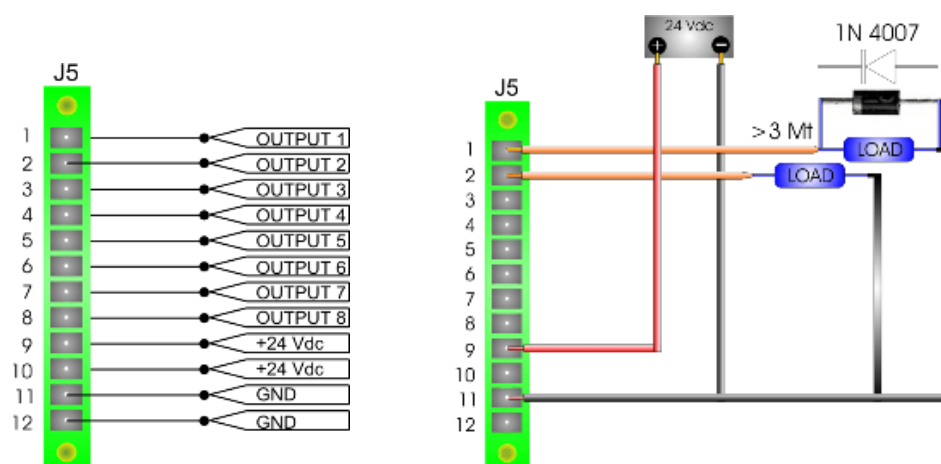 J5
1 OUTPUT 1
2 OUTPUT 2
3 OUTPUT 3
4 OUTPUT 4
5 OUTPUT 5
6 OUTPUT 6
7 OUTPUT 7
8 OUTPUT 8
9 +24 Vdc
10 +24 Vdc
11 GND
12 GND
24 Vdc
+ −
1N 4007
J5
>3 Mt
1
LOAD
2
LOAD
3
4
5
6
7
8
9
10
11
12